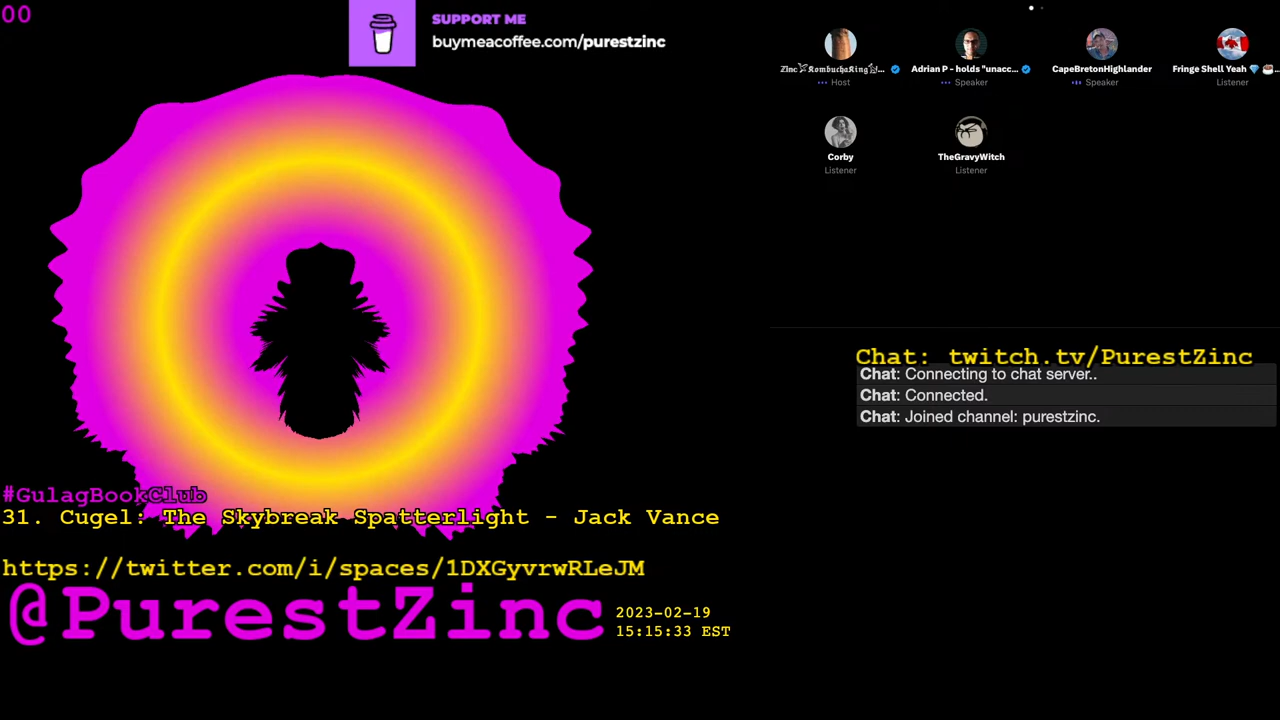 00
SUPPORT ME
buymeacoffee.com/purestzinc
Adrian P - holds "unacc...
Host
Speaker
CapeBretonHighlander
Speaker
Fringe Shell Yeah
Listener
Corby
Listener
TheGravyWitch
Listener
Chat: twitch.tv/PurestZinc
Chat: Connecting to chat server..
Chat: Connected.
Chat: Joined channel: purestzinc.
#GulagBookClub
31. Cugel: The Skybreak Spatterlight - Jack Vance
https://twitter.com/i/spaces/1DXGyvrwRLeJM
@PurestZinc
2023-02-19
15:15:33 EST